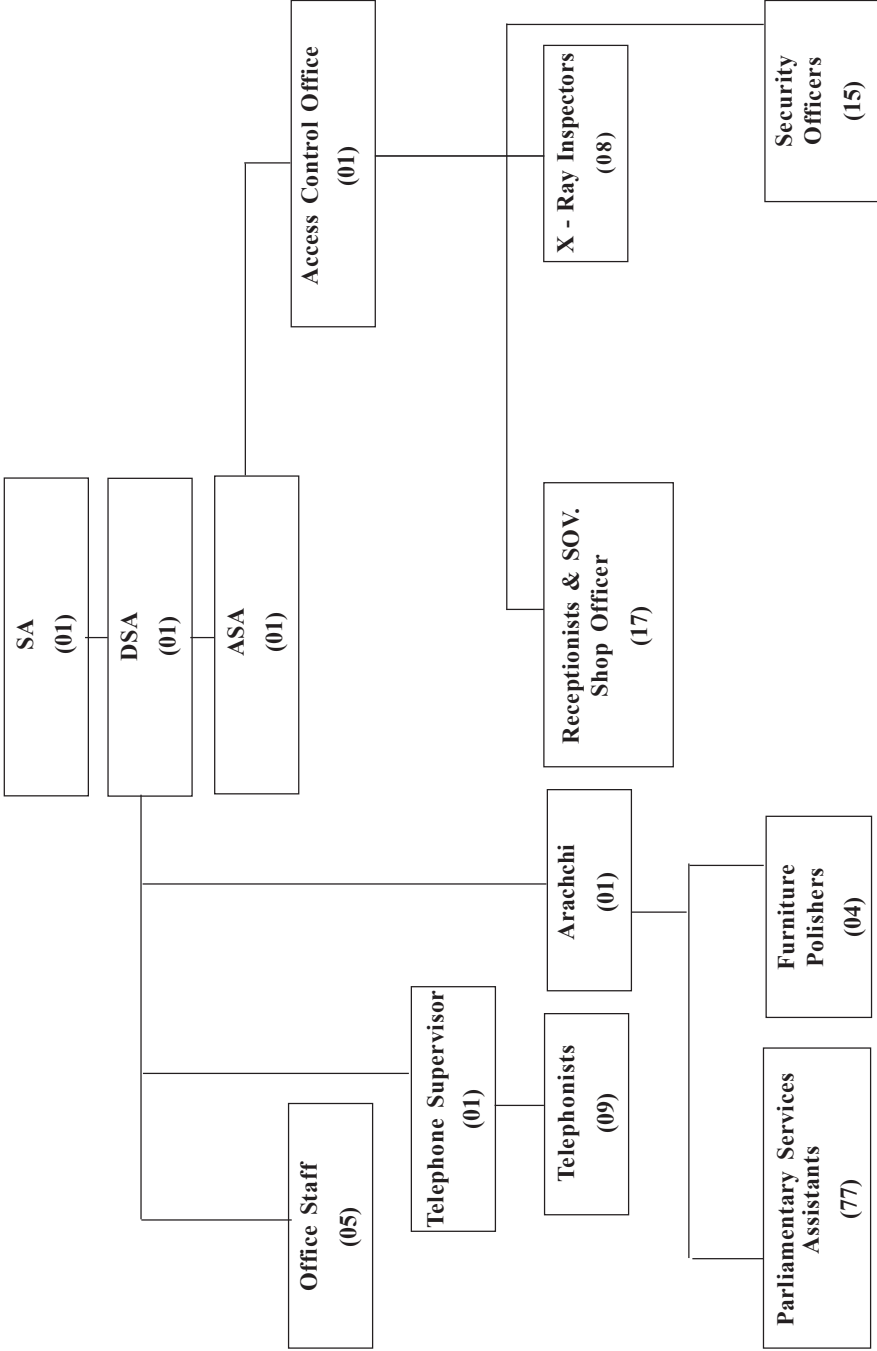 SA
(01)
DSA
(01)
ASA
(01)
Access Control Office
(01)
Office Staff
(05)
Telephone Supervisor
(01)
Telephonists
(09)
Arachchi
(01)
Receptionists & SOV.
Shop Officer
(17)
X - Ray Inspectors
(08)
Parliamentary Services
Assistants
(77)
Furniture
Polishers
(04)
Security
Officers
(15)